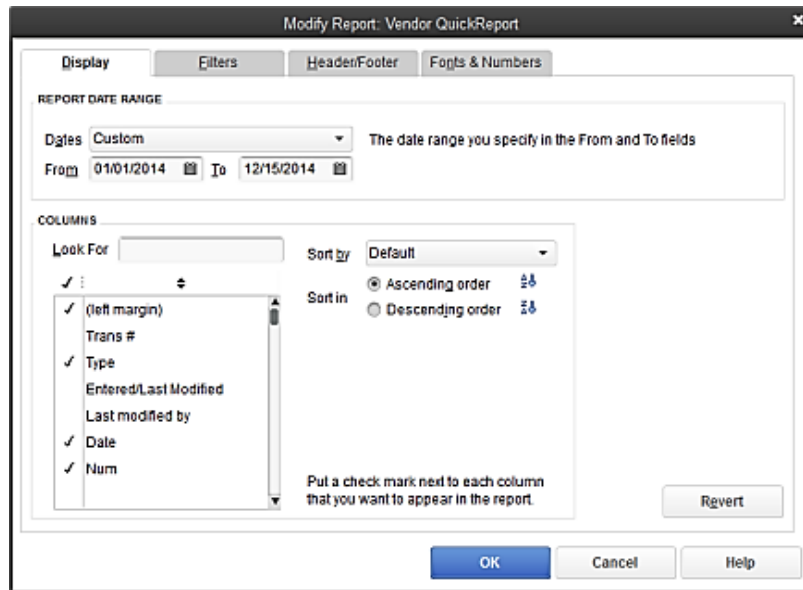 Modify Report: Vendor QuickReport
Display Filters Header/Footer Fonts & Numbers
REPORT DATE RANGE
Dates Custom The date range you specify in the From and To fields
From 01/01/2014 To 12/15/2014
COLUMNS
Look For Sort by Default
Sort in Ascending order
Descending order
(left margin)
Trans #
Type
Entered/Last Modified
Last modified by
Date
Num
Put a check mark next to each column
that you want to appear in the report.
Revert
OK Cancel Help